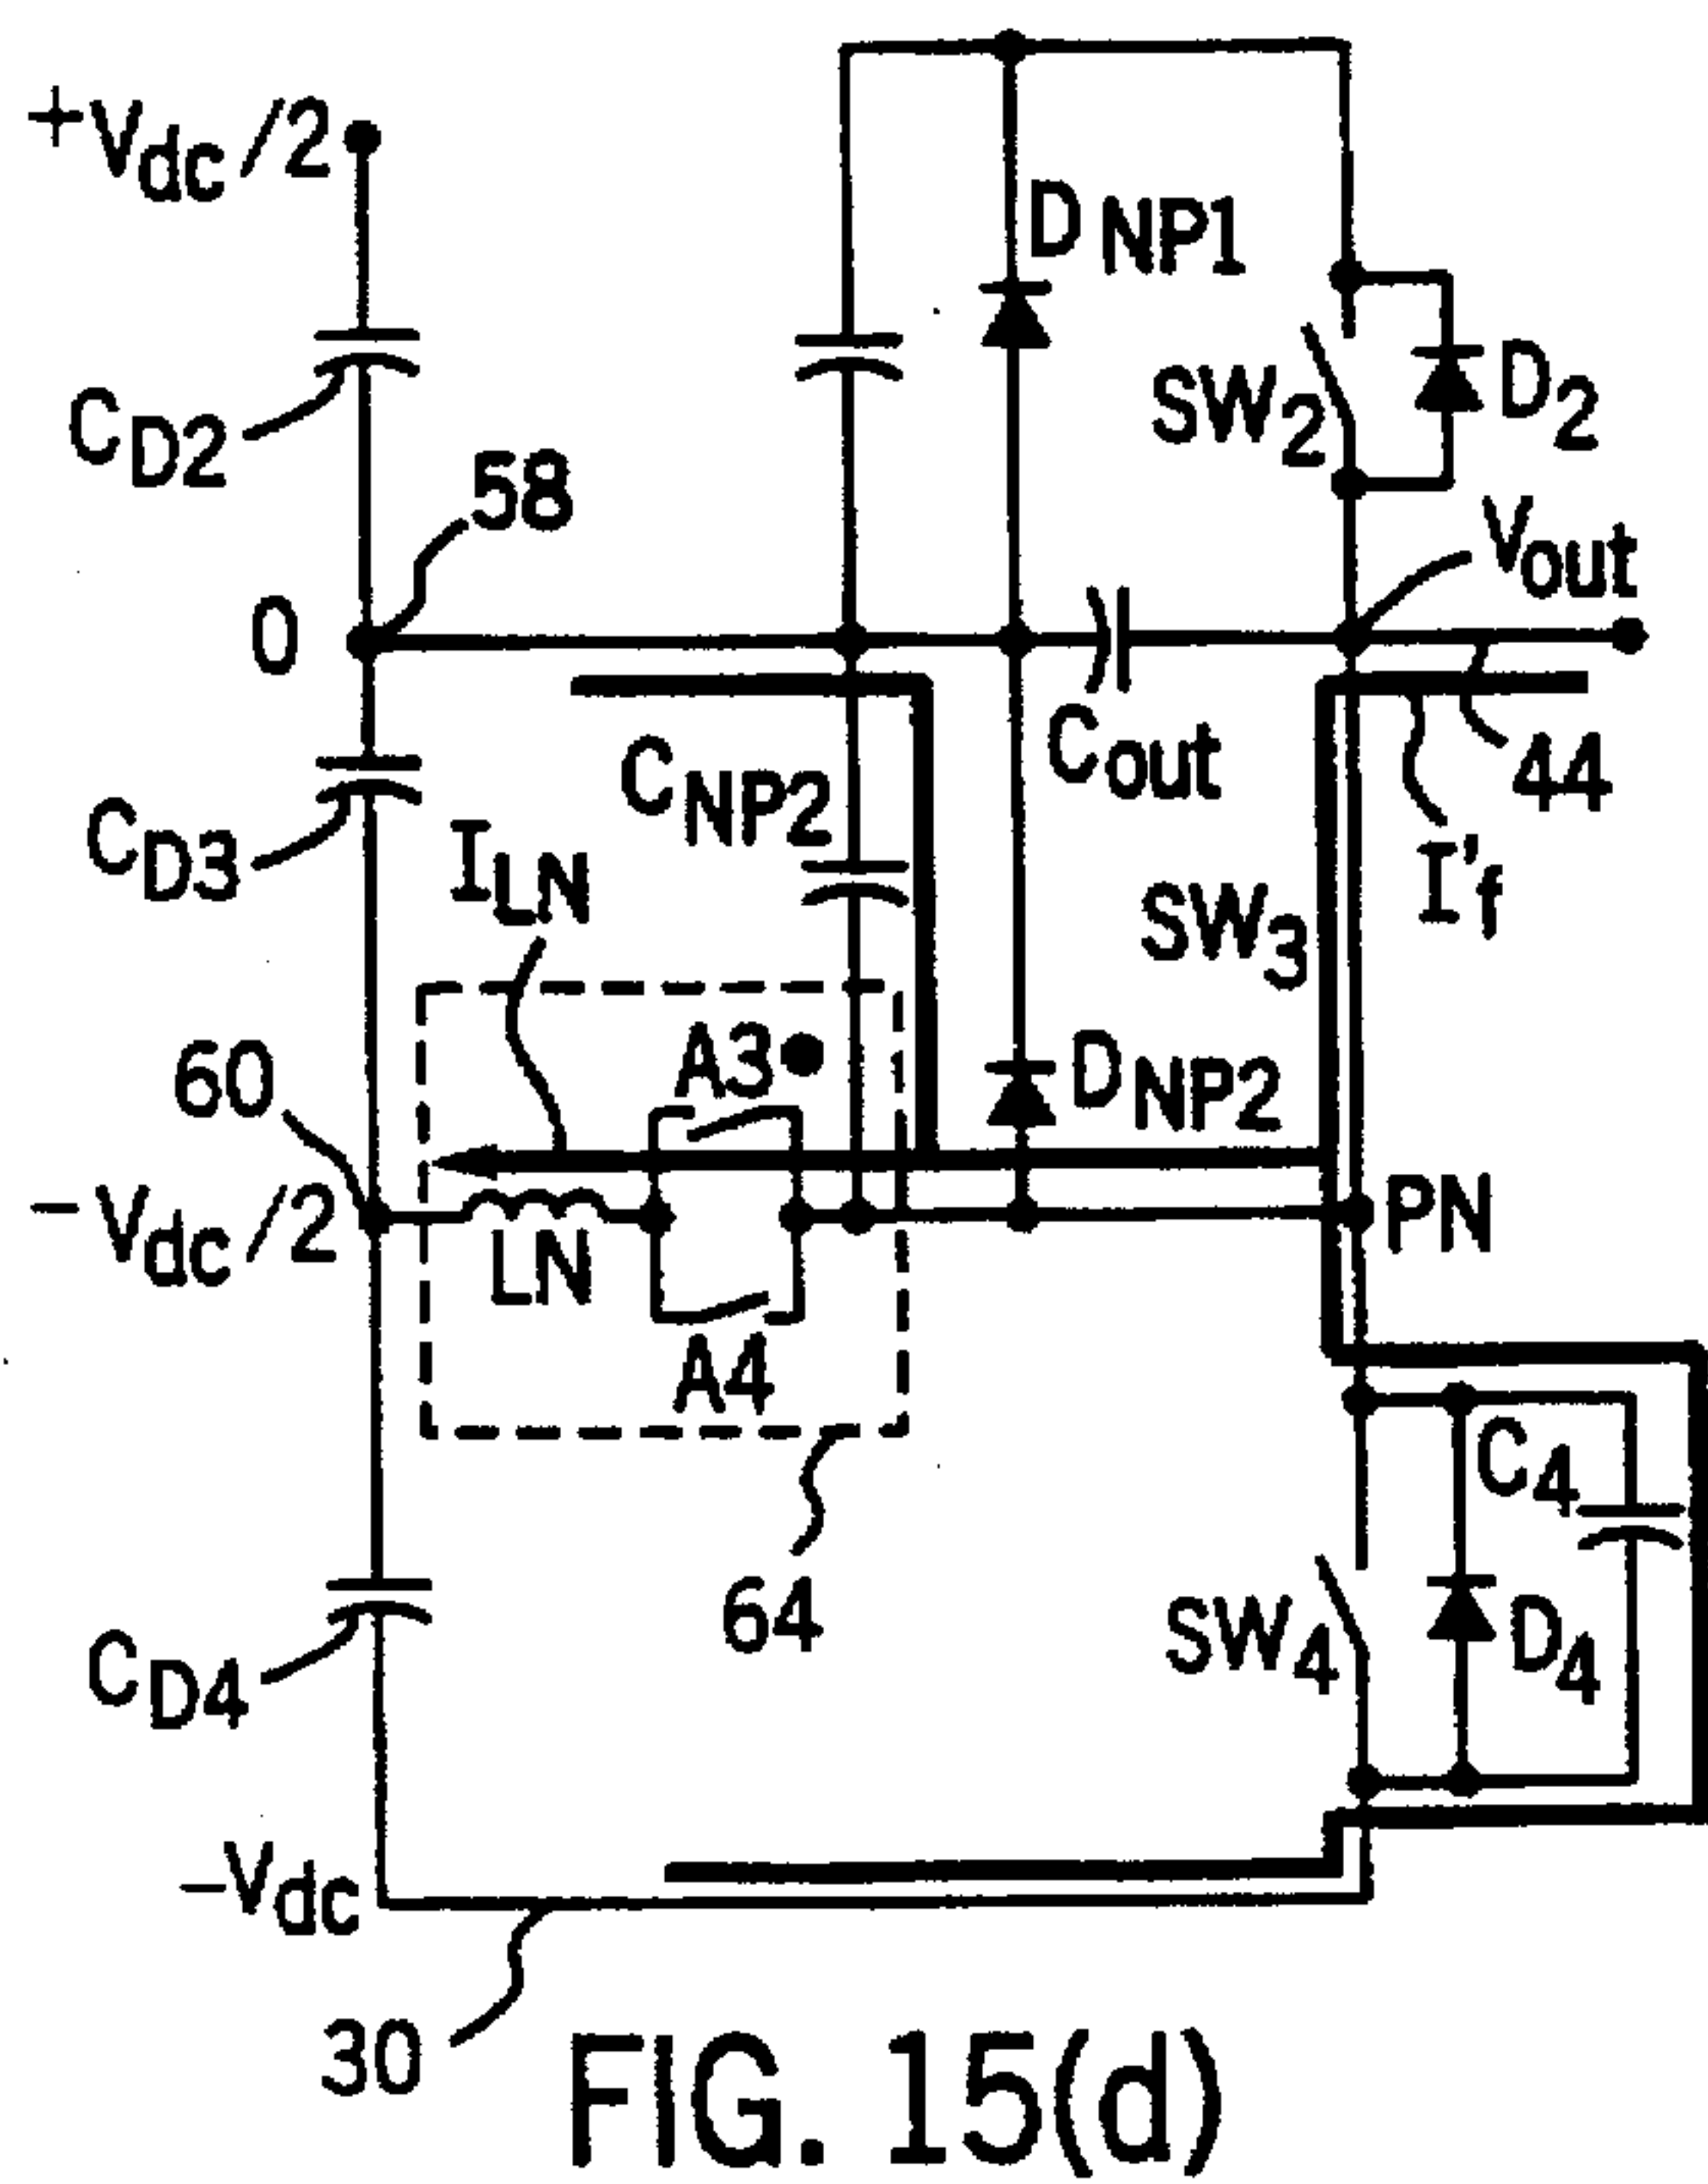 +Vdc/2
DNP1
CD2
SW2
D2
58
Vout
0
CNP2
Cout
44
CD3
ILN
SW3
I'f
60
A3
DNP2
-Vdc/2
LN
PN
A4
C4
64
SW4
D4
CD4
-Vdc
30
FIG. 15(d)